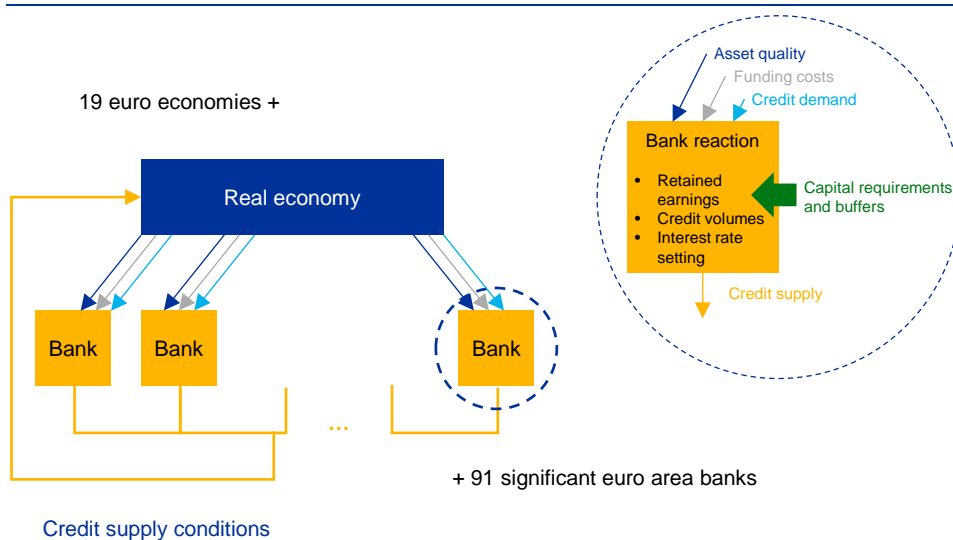 Asset quality
Funding costs
Credit demand
19 euro economies +
Bank reaction
• Retained
earnings
• Credit volumes
• Interest rate
setting
Capital requirements
and buffers
Real economy
Credit supply
Bank
Bank
Bank
...
+ 91 significant euro area banks
Credit supply conditions